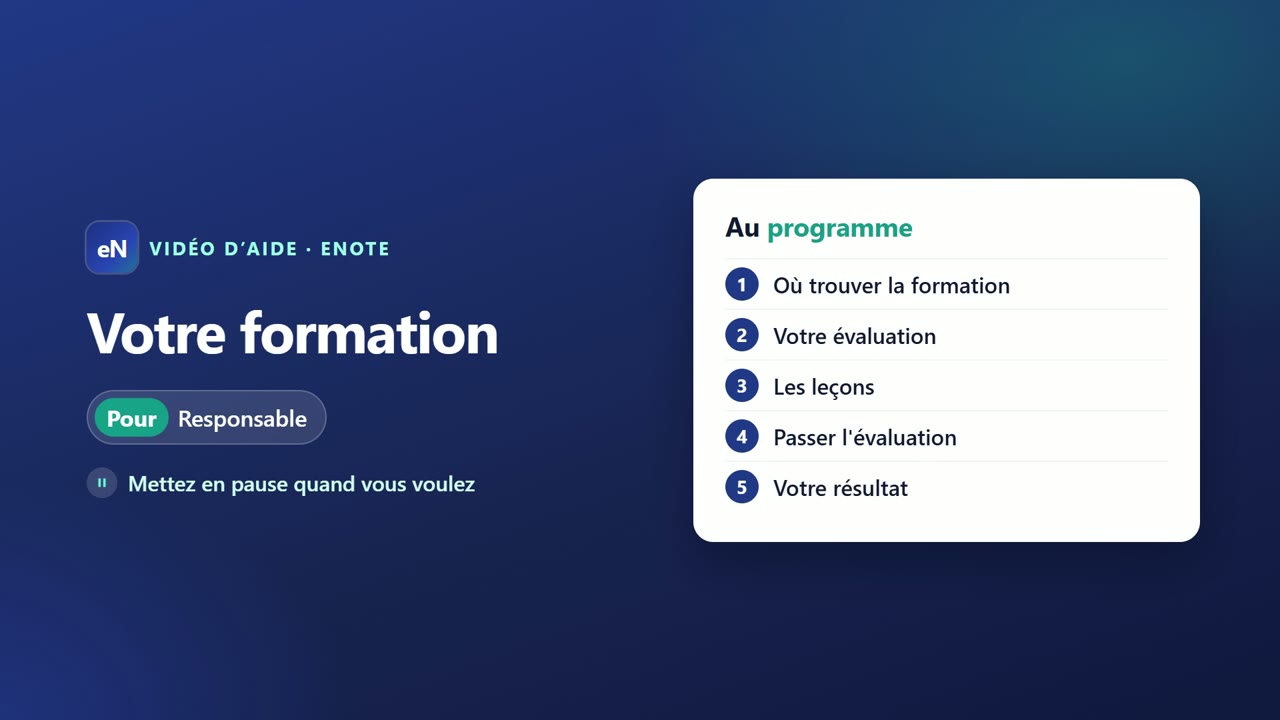 eN
VIDÉO D’AIDE · ENOTE
Votre formation
Pour Responsable
Mettez en pause quand vous voulez
Au programme
1 Où trouver la formation
2 Votre évaluation
3 Les leçons
4 Passer l'évaluation
5 Votre résultat